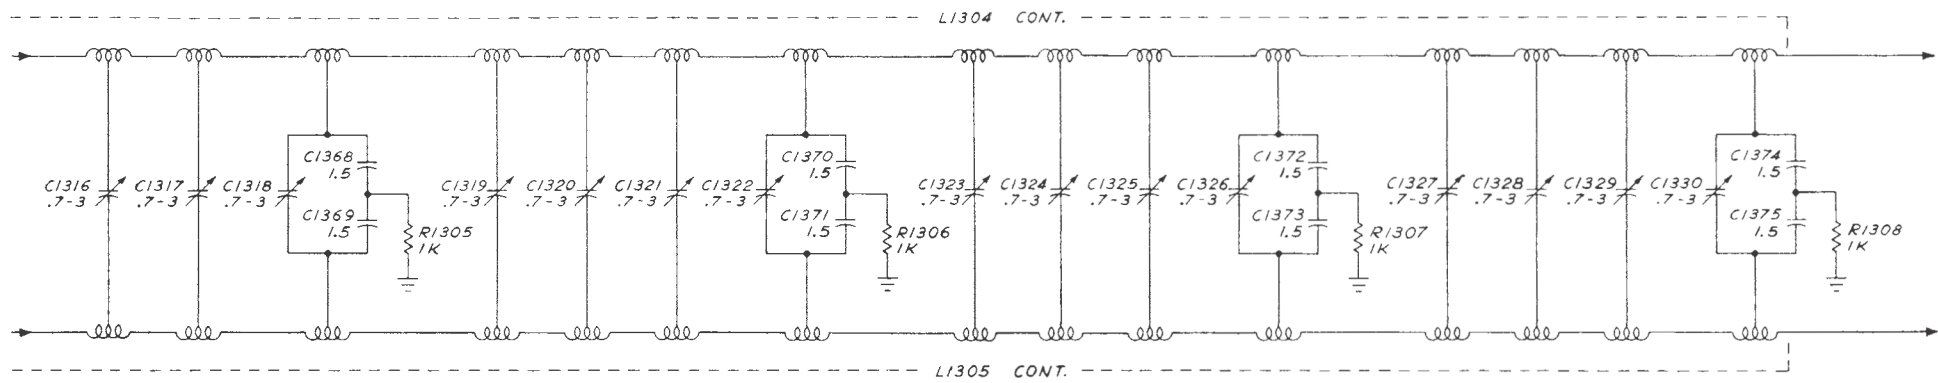 L1304 CONT.
C1316
.7-3
C1317
.7-3
C1318
.7-3
C1368
1.5
C1369
1.5
R1305
1K
C1319
.7-3
C1320
.7-3
C1321
.7-3
C1322
.7-3
C1370
1.5
C1371
1.5
R1306
1K
C1323
.7-3
C1324
.7-3
C1325
.7-3
C1326
.7-3
C1372
1.5
C1373
1.5
R1307
1K
C1327
.7-3
C1328
.7-3
C1329
.7-3
C1330
.7-3
C1374
1.5
C1375
1.5
R1308
1K
L1305 CONT.